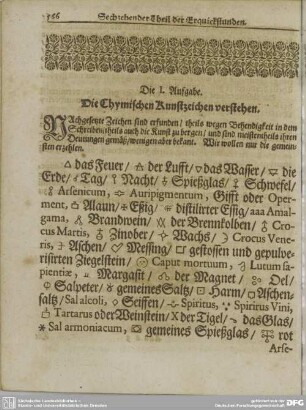 566 Sechzehender Theil der Erquickstunden.
Die I. Aufgabe.
Die Chymischen Kunstzeichen verstehen.
NAchgesetzte Zeichen sind erfunden / theils wegen Behendigkeit in dem
Schreiben / theils auch die Kunst zu bergen / und sind meistentheils ihren
Deutungen gemäß / wenigen aber bekant. Wir wollen nur die gemein
sten erzehlen.
△ das Feuer / der Lufft / ▽ das Wasser / die
Erde / Tag / Nacht / Spießglas / Schwefel /
Arsenicum, Auripigmentum, Gifft oder Oper-
ment, Alaun / Eßig / distilirter Eßig / aaa Amal-
gama, Brandwein / der Brennkolben / Cro-
cus Martis, Zinober / Wachs / Crocus Vene-
ris, Aschen / Messing / gestossen und gepulve-
risirten Ziegelstein / Caput mortuum, Lutum sa-
pientiæ, Margasit / der Magnet / Oel /
Salpeter / gemeines Saltz / Harm / Aschen
saltz / Sal alcoli, Seiffen / Spiritus, Spiritus Vini,
Tartarus oder Weinstein / der Tigel / das Glas /
Sal armoniacum, gemeines Spießglas / rot
Arse-